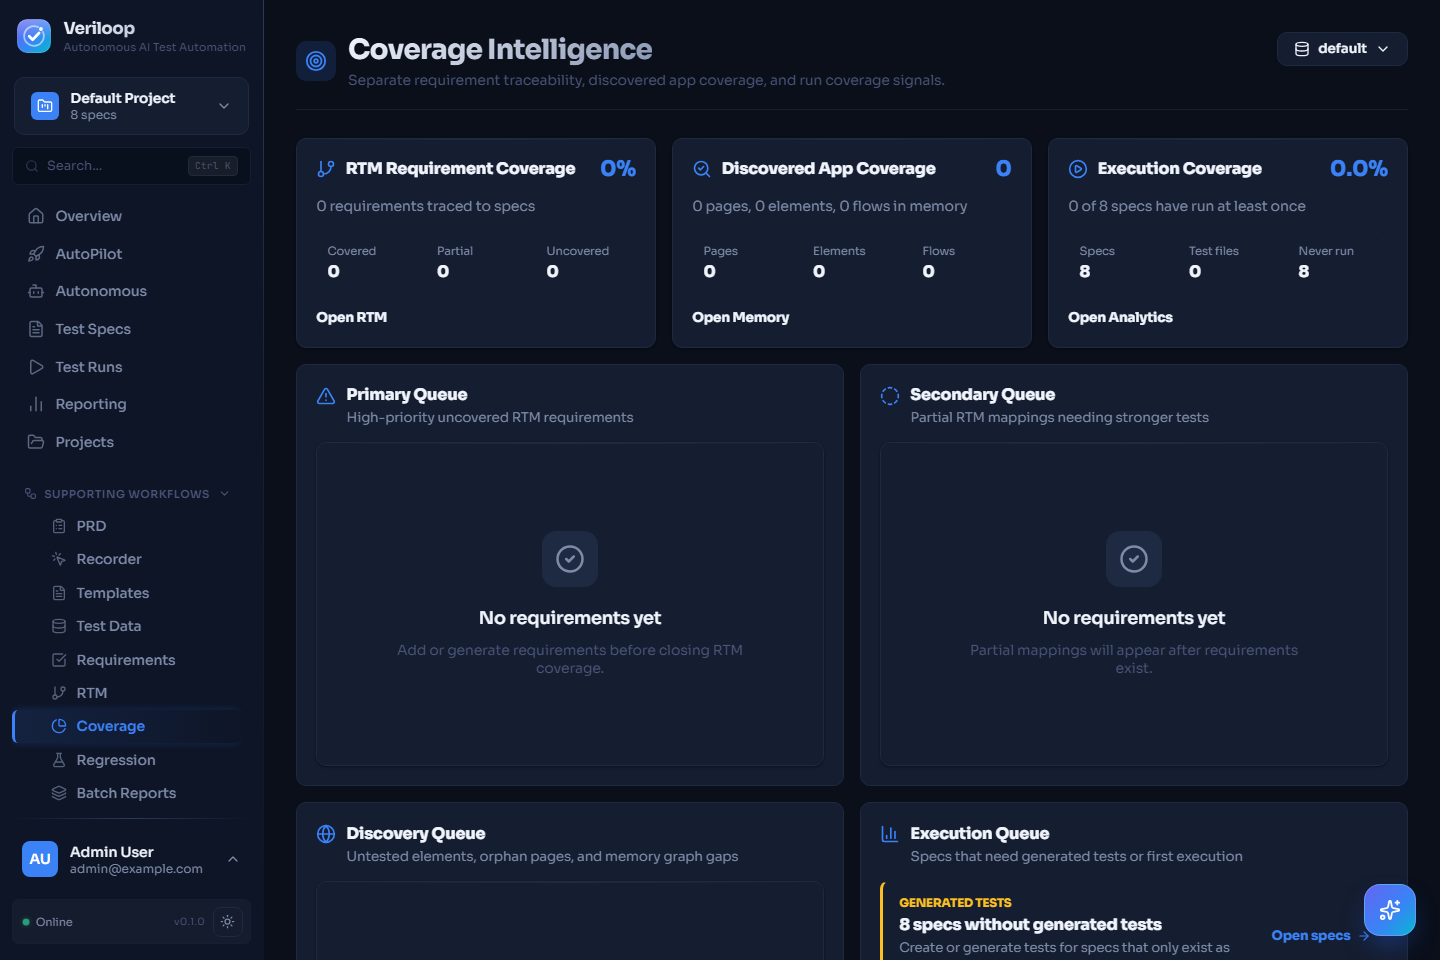 Veriloop
Autonomous AI Test Automation
Default Project
8 specs
Search...
Ctrl K
Overview
AutoPilot
Autonomous
Test Specs
Test Runs
Reporting
Projects
SUPPORTING WORKFLOWS
PRD
Recorder
Templates
Test Data
Requirements
RTM
Coverage
Regression
Batch Reports
AU
Admin User
admin@example.com
Online
v0.1.0
Coverage Intelligence
Separate requirement traceability, discovered app coverage, and run coverage signals.
default
RTM Requirement Coverage
0%
0 requirements traced to specs
Covered
Partial
Uncovered
0
0
0
Open RTM
Discovered App Coverage
0
0 pages, 0 elements, 0 flows in memory
Pages
Elements
Flows
0
0
0
Open Memory
Execution Coverage
0.0%
0 of 8 specs have run at least once
Specs
Test files
Never run
8
0
8
Open Analytics
Primary Queue
High-priority uncovered RTM requirements
No requirements yet
Add or generate requirements before closing RTM
coverage.
Secondary Queue
Partial RTM mappings needing stronger tests
No requirements yet
Partial mappings will appear after requirements
exist.
Discovery Queue
Untested elements, orphan pages, and memory graph gaps
Execution Queue
Specs that need generated tests or first execution
GENERATED TESTS
8 specs without generated tests
Create or generate tests for specs that only exist as
Open specs